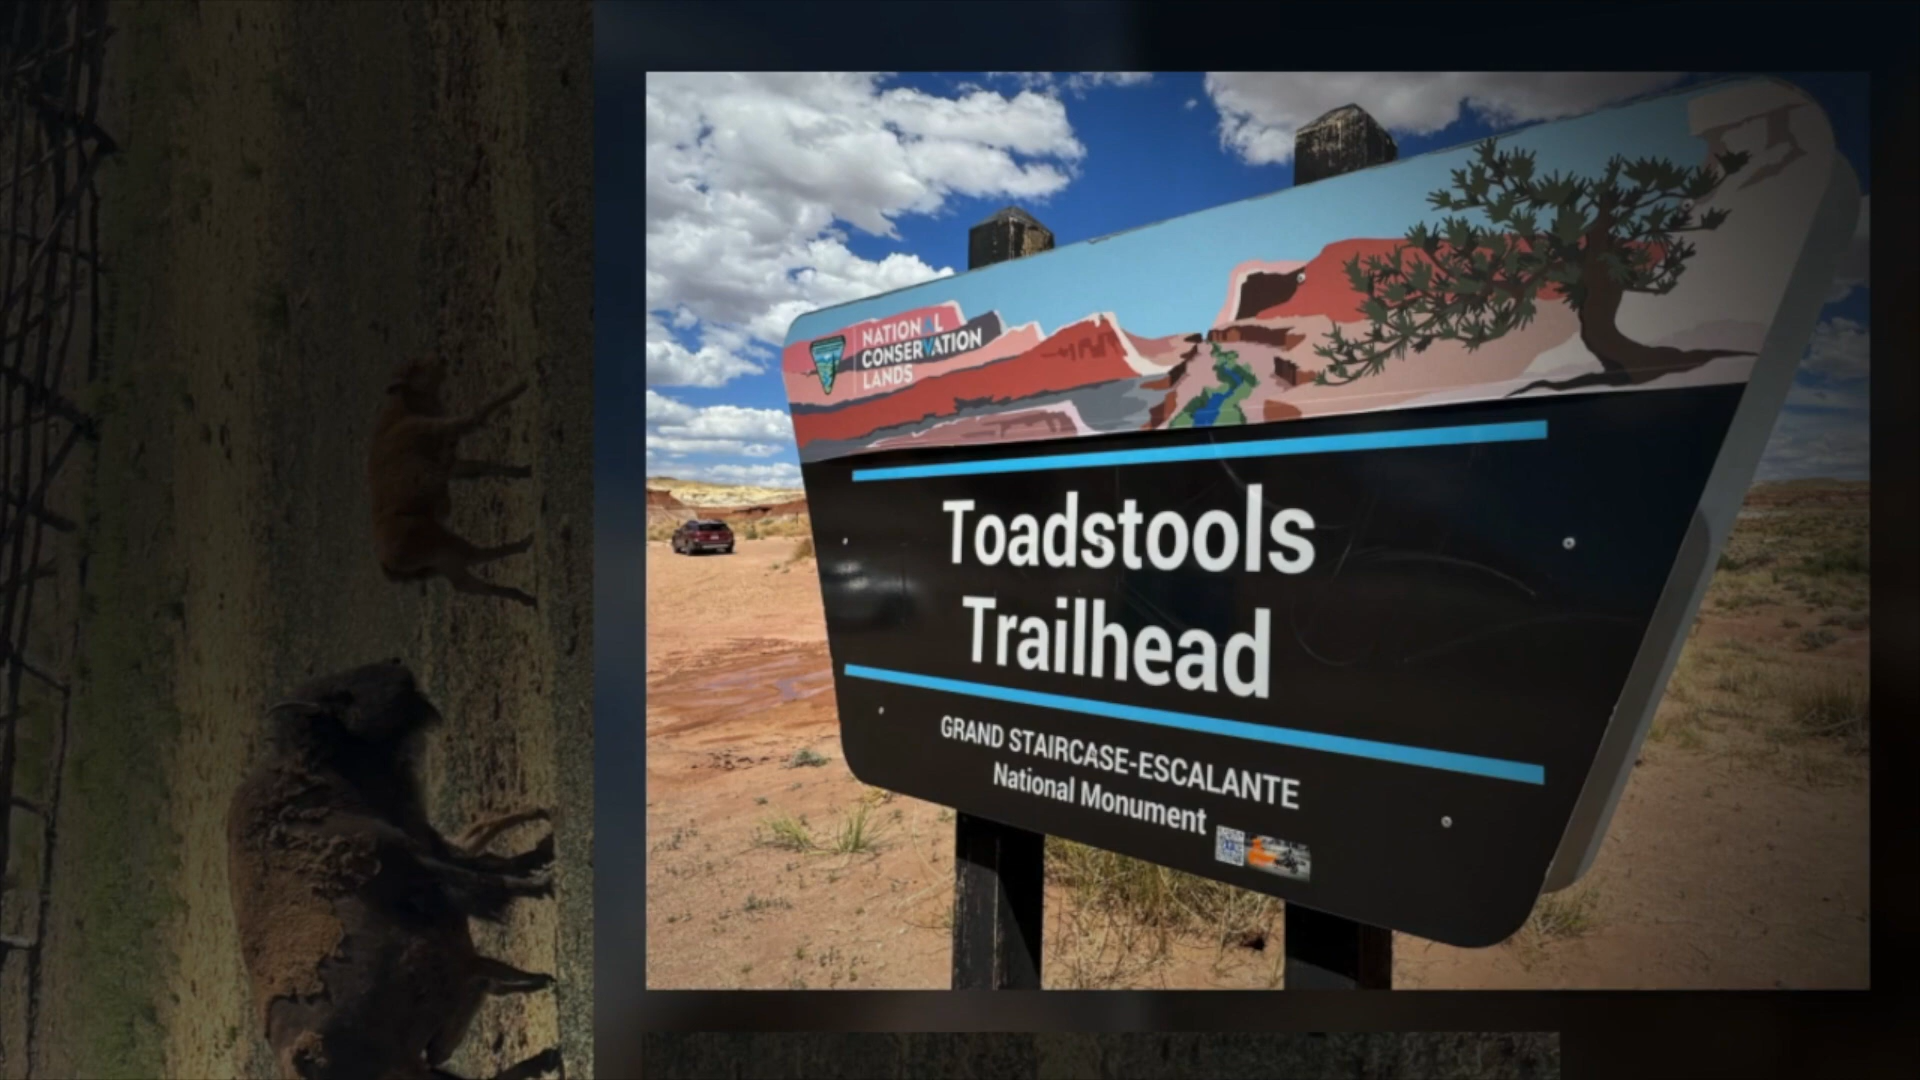 NATIONAL
CONSERVATION
LANDS
Toadstools
Trailhead
GRAND STAIRCASE-ESCALANTE
National Monument